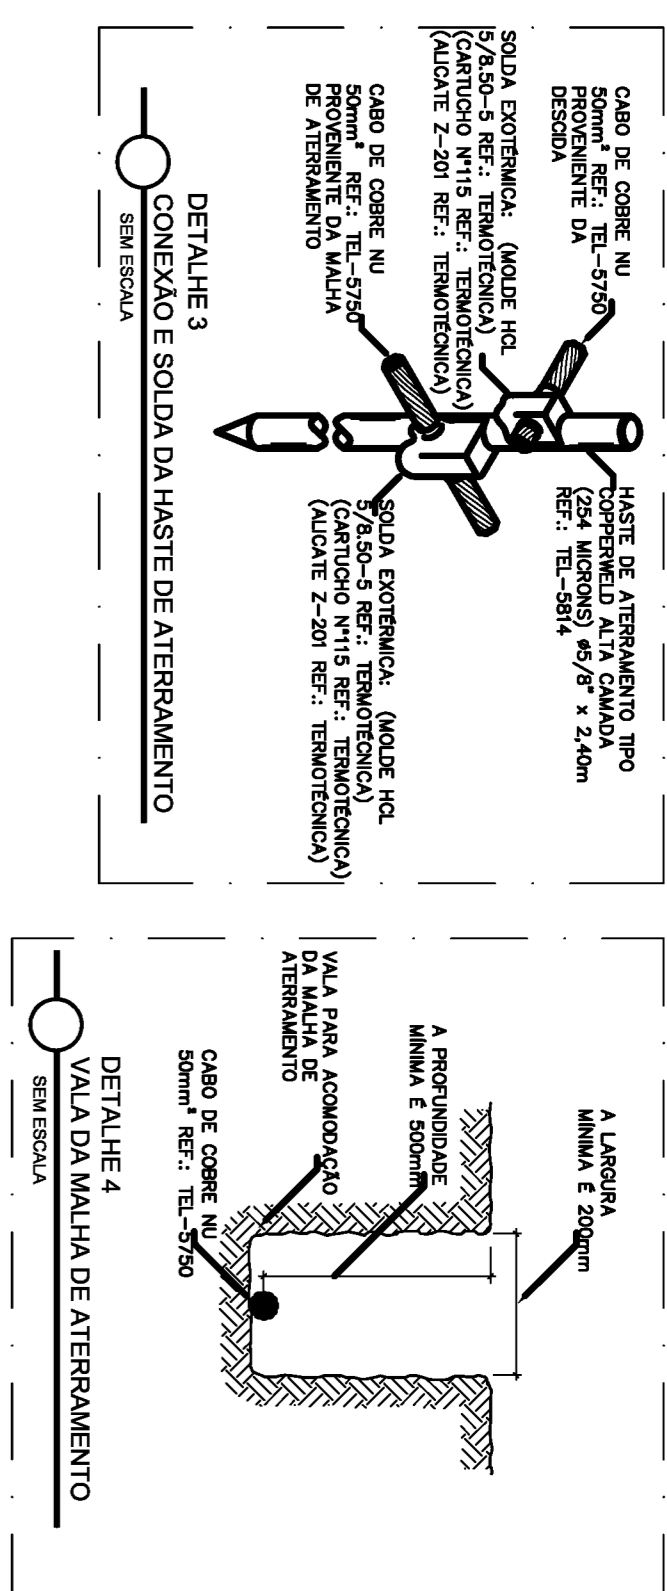 CABO DE COBRE NU
50mm² REF.: TEL-5750
PROVENIENTE DA
DESCIDA
SOLDA EXOTÉRMICA: (MOLDE HCL
5/8.50-5 REF.: TERMOTÉCNICA)
(CARTUCHO N°115 REF.: TERMOTÉCNICA)
(ALICATE Z-201 REF.: TERMOTÉCNICA)
CABO DE COBRE NU
50mm² REF.: TEL-5750
PROVENIENTE DA MALHA
DE ATERRAMENTO
HASTE DE ATERRAMENTO TIPO
COPPERWELD ALTA CAMADA
(254 MICRONS) ø5/8" x 2,40m
REF.: TEL-5814
SOLDA EXOTÉRMICA: (MOLDE HCL
5/8.50-5 REF.: TERMOTÉCNICA)
(CARTUCHO N°115 REF.: TERMOTÉCNICA)
(ALICATE Z-201 REF.: TERMOTÉCNICA)
DETALHE 3
CONEXÃO E SOLDA DA HASTE DE ATERRAMENTO
SEM ESCALA
A LARGURA
MÍNIMA É 200mm
A PROFUNDIDADE
MÍNIMA É 500mm
VALA PARA ACOMODAÇÃO
DA MALHA DE
ATERRAMENTO
CABO DE COBRE NU
50mm² REF.: TEL-5750
DETALHE 4
VALA DA MALHA DE ATERRAMENTO
SEM ESCALA